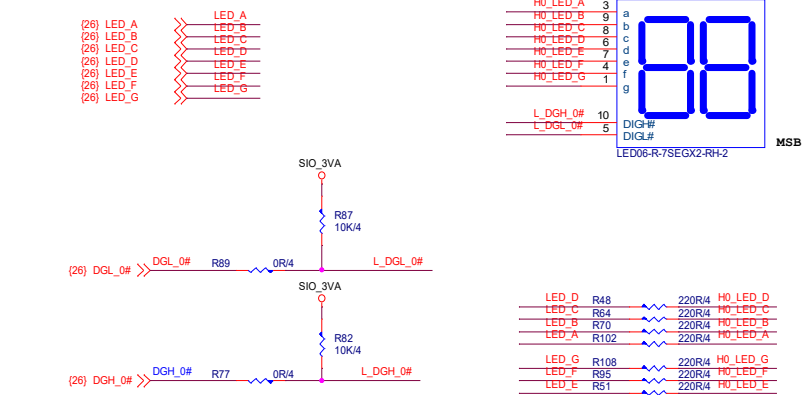 {26} LED_A LED_A
{26} LED_B LED_B
{26} LED_C LED_C
{26} LED_D LED_D
{26} LED_E LED_E
{26} LED_F LED_F
{26} LED_G LED_G
H0_LED_A 3 a
H0_LED_B 9 b
H0_LED_C 8 c
H0_LED_D 6 d
H0_LED_E 7 e
H0_LED_F 4 f
H0_LED_G 1 g
L_DGH_0# 10 DIGH#
L_DGL_0# 5 DIGL#
MSB
LED06-R-7SEGX2-RH-2
SIO_3VA
R87
10K/4
{26} DGL_0# DGL_0# R89 0R/4 L_DGL_0#
SIO_3VA
R82
10K/4
{26} DGH_0# DGH_0# R77 0R/4 L_DGH_0#
LED_D R48 220R/4 H0_LED_D
LED_C R64 220R/4 H0_LED_C
LED_B R70 220R/4 H0_LED_B
LED_A R102 220R/4 H0_LED_A
LED_G R108 220R/4 H0_LED_G
LED_F R95 220R/4 H0_LED_F
LED_E R51 220R/4 H0_LED_E